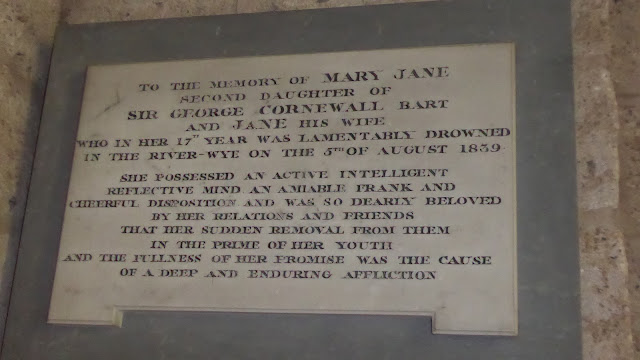 TO THE MEMORY OF MARY JANE
SECOND DAUGHTER OF
SIR GEORGE CORNEWALL BART
AND JANE HIS WIFE
WHO IN HER 17TH YEAR WAS LAMENTABLY DROWNED
IN THE RIVER-WYE ON THE 5TH OF AUGUST 1839
SHE POSSESSED AN ACTIVE INTELLIGENT
REFLECTIVE MIND AN AMIABLE FRANK AND
CHEERFUL DISPOSITION AND WAS SO DEARLY BELOVED
BY HER RELATIONS AND FRIENDS
THAT HER SUDDEN REMOVAL FROM THEM
IN THE PRIME OF HER YOUTH
AND THE FULLNESS OF HER PROMISE WAS THE CAUSE
OF A DEEP AND ENDURING AFFLICTION